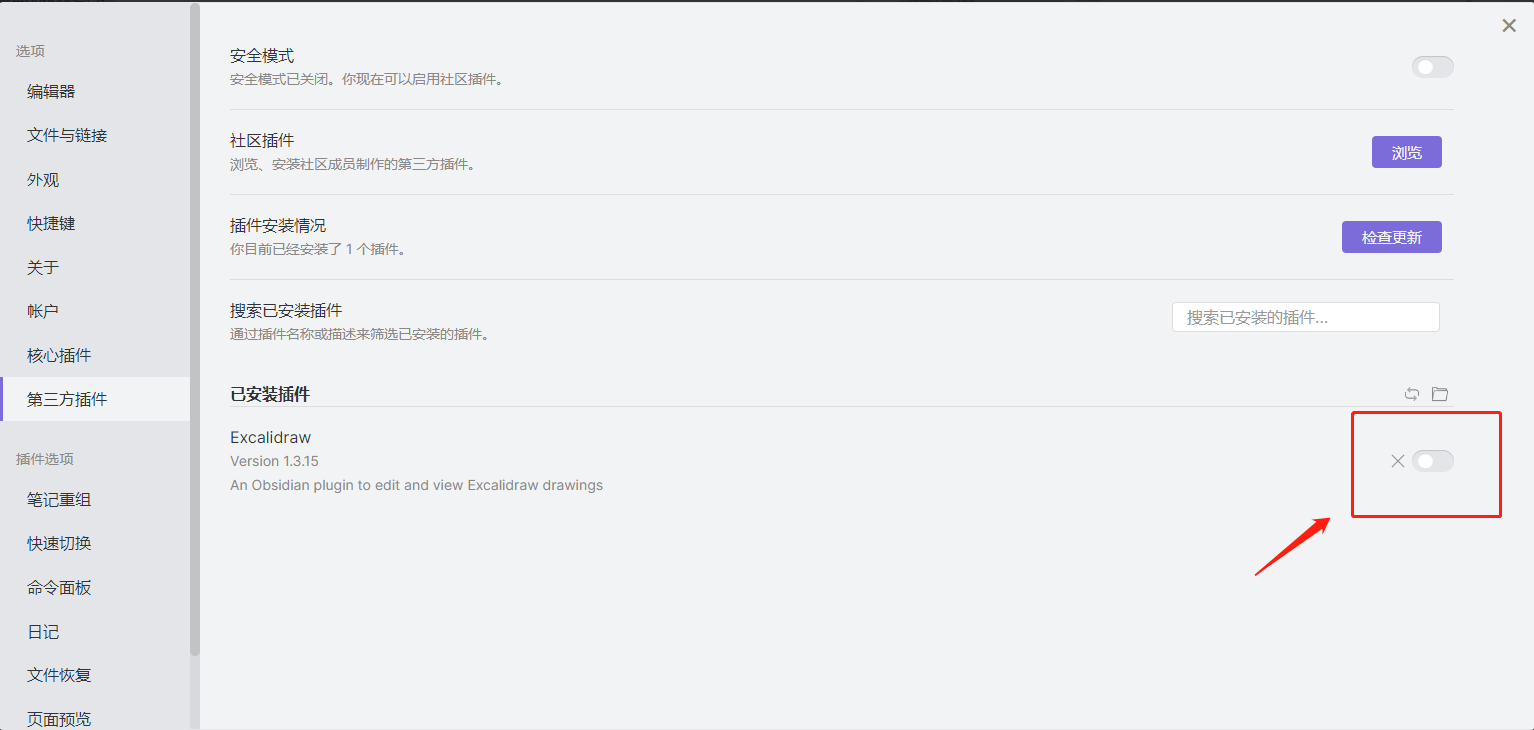 选项
编辑器
文件与链接
外观
快捷键
关于
帐户
核心插件
第三方插件
插件选项
笔记重组
快速切换
命令面板
日记
文件恢复
页面预览
安全模式
安全模式已关闭。你现在可以启用社区插件。
社区插件
浏览、安装社区成员制作的第三方插件。
浏览
插件安装情况
你目前已经安装了 1 个插件。
检查更新
搜索已安装插件
通过插件名称或描述来筛选已安装的插件。
搜索已安装的插件...
已安装插件
Excalidraw
Version 1.3.15
An Obsidian plugin to edit and view Excalidraw drawings